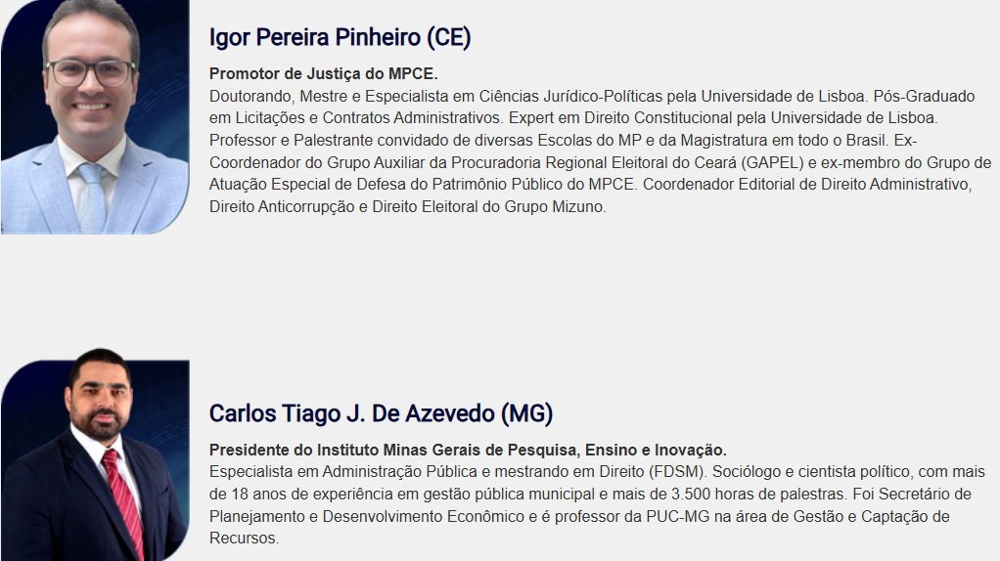 Igor Pereira Pinheiro (CE)
Promotor de Justiça do MPCE.
Doutorando, Mestre e Especialista em Ciências Jurídico-Políticas pela Universidade de Lisboa. Pós-Graduado
em Licitações e Contratos Administrativos. Expert em Direito Constitucional pela Universidade de Lisboa.
Professor e Palestrante convidado de diversas Escolas do MP e da Magistratura em todo o Brasil. Ex-
Coordenador do Grupo Auxiliar da Procuradoria Regional Eleitoral do Ceará (GAPEL) e ex-membro do Grupo de
Atuação Especial de Defesa do Patrimônio Público do MPCE. Coordenador Editorial de Direito Administrativo,
Direito Anticorrupção e Direito Eleitoral do Grupo Mizuno.
Carlos Tiago J. De Azevedo (MG)
Presidente do Instituto Minas Gerais de Pesquisa, Ensino e Inovação.
Especialista em Administração Pública e mestrando em Direito (FDSM). Sociólogo e cientista político, com mais
de 18 anos de experiência em gestão pública municipal e mais de 3.500 horas de palestras. Foi Secretário de
Planejamento e Desenvolvimento Econômico e é professor da PUC-MG na área de Gestão e Captação de
Recursos.